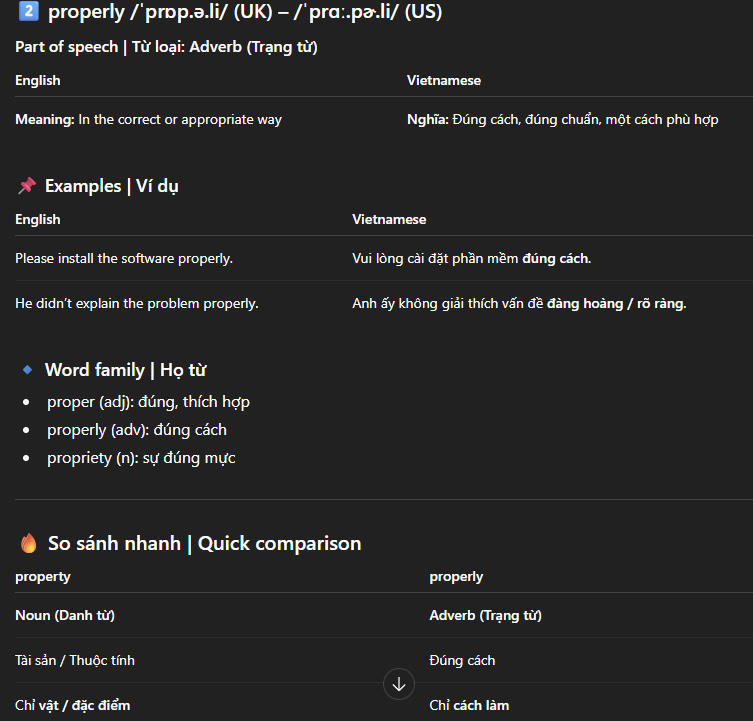 2 properly /ˈprɒp.ə.li/ (UK) – /ˈprɑː.pɚ.li/ (US)
Part of speech | Từ loại: Adverb (Trạng từ)
English Vietnamese
Meaning: In the correct or appropriate way Nghĩa: Đúng cách, đúng chuẩn, một cách phù hợp
📌 Examples | Ví dụ
English Vietnamese
Please install the software properly. Vui lòng cài đặt phần mềm đúng cách.
He didn’t explain the problem properly. Anh ấy không giải thích vấn đề đàng hoàng / rõ ràng.
🔹 Word family | Họ từ
• proper (adj): đúng, thích hợp
• properly (adv): đúng cách
• propriety (n): sự đúng mực
🔥 So sánh nhanh | Quick comparison
property properly
Noun (Danh từ) Adverb (Trạng từ)
Tài sản / Thuộc tính Đúng cách
Chỉ vật / đặc điểm Chỉ cách làm